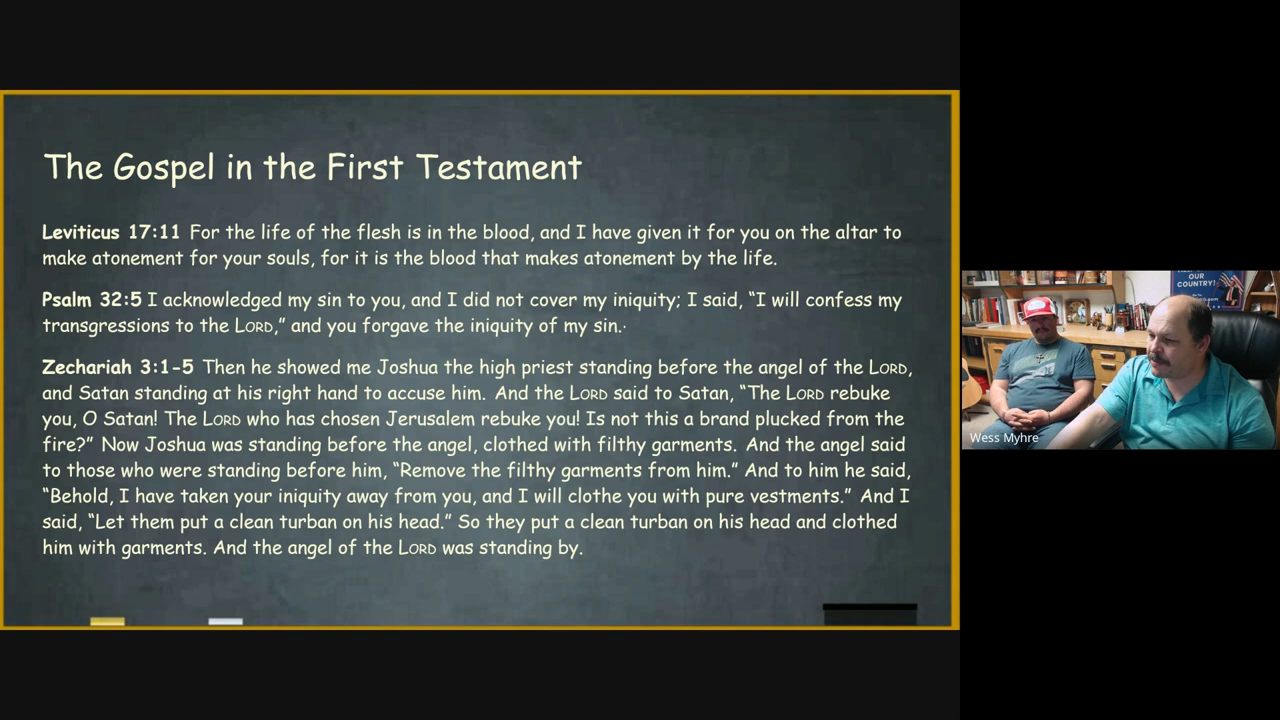 The Gospel in the First Testament
Leviticus 17:11 For the life of the flesh is in the blood, and I have given it for you on the altar to
make atonement for your souls, for it is the blood that makes atonement by the life.
Psalm 32:5 I acknowledged my sin to you, and I did not cover my iniquity; I said, “I will confess my
transgressions to the LORD,” and you forgave the iniquity of my sin.
Zechariah 3:1-5 Then he showed me Joshua the high priest standing before the angel of the LORD,
and Satan standing at his right hand to accuse him. And the LORD said to Satan, “The LORD rebuke
you, O Satan! The LORD who has chosen Jerusalem rebuke you! Is not this a brand plucked from the
fire?” Now Joshua was standing before the angel, clothed with filthy garments. And the angel said
to those who were standing before him, “Remove the filthy garments from him.” And to him he said,
“Behold, I have taken your iniquity away from you, and I will clothe you with pure vestments.” And I
said, “Let them put a clean turban on his head.” So they put a clean turban on his head and clothed
him with garments. And the angel of the LORD was standing by.
OUR
COUNTRY!
Wess Myhre